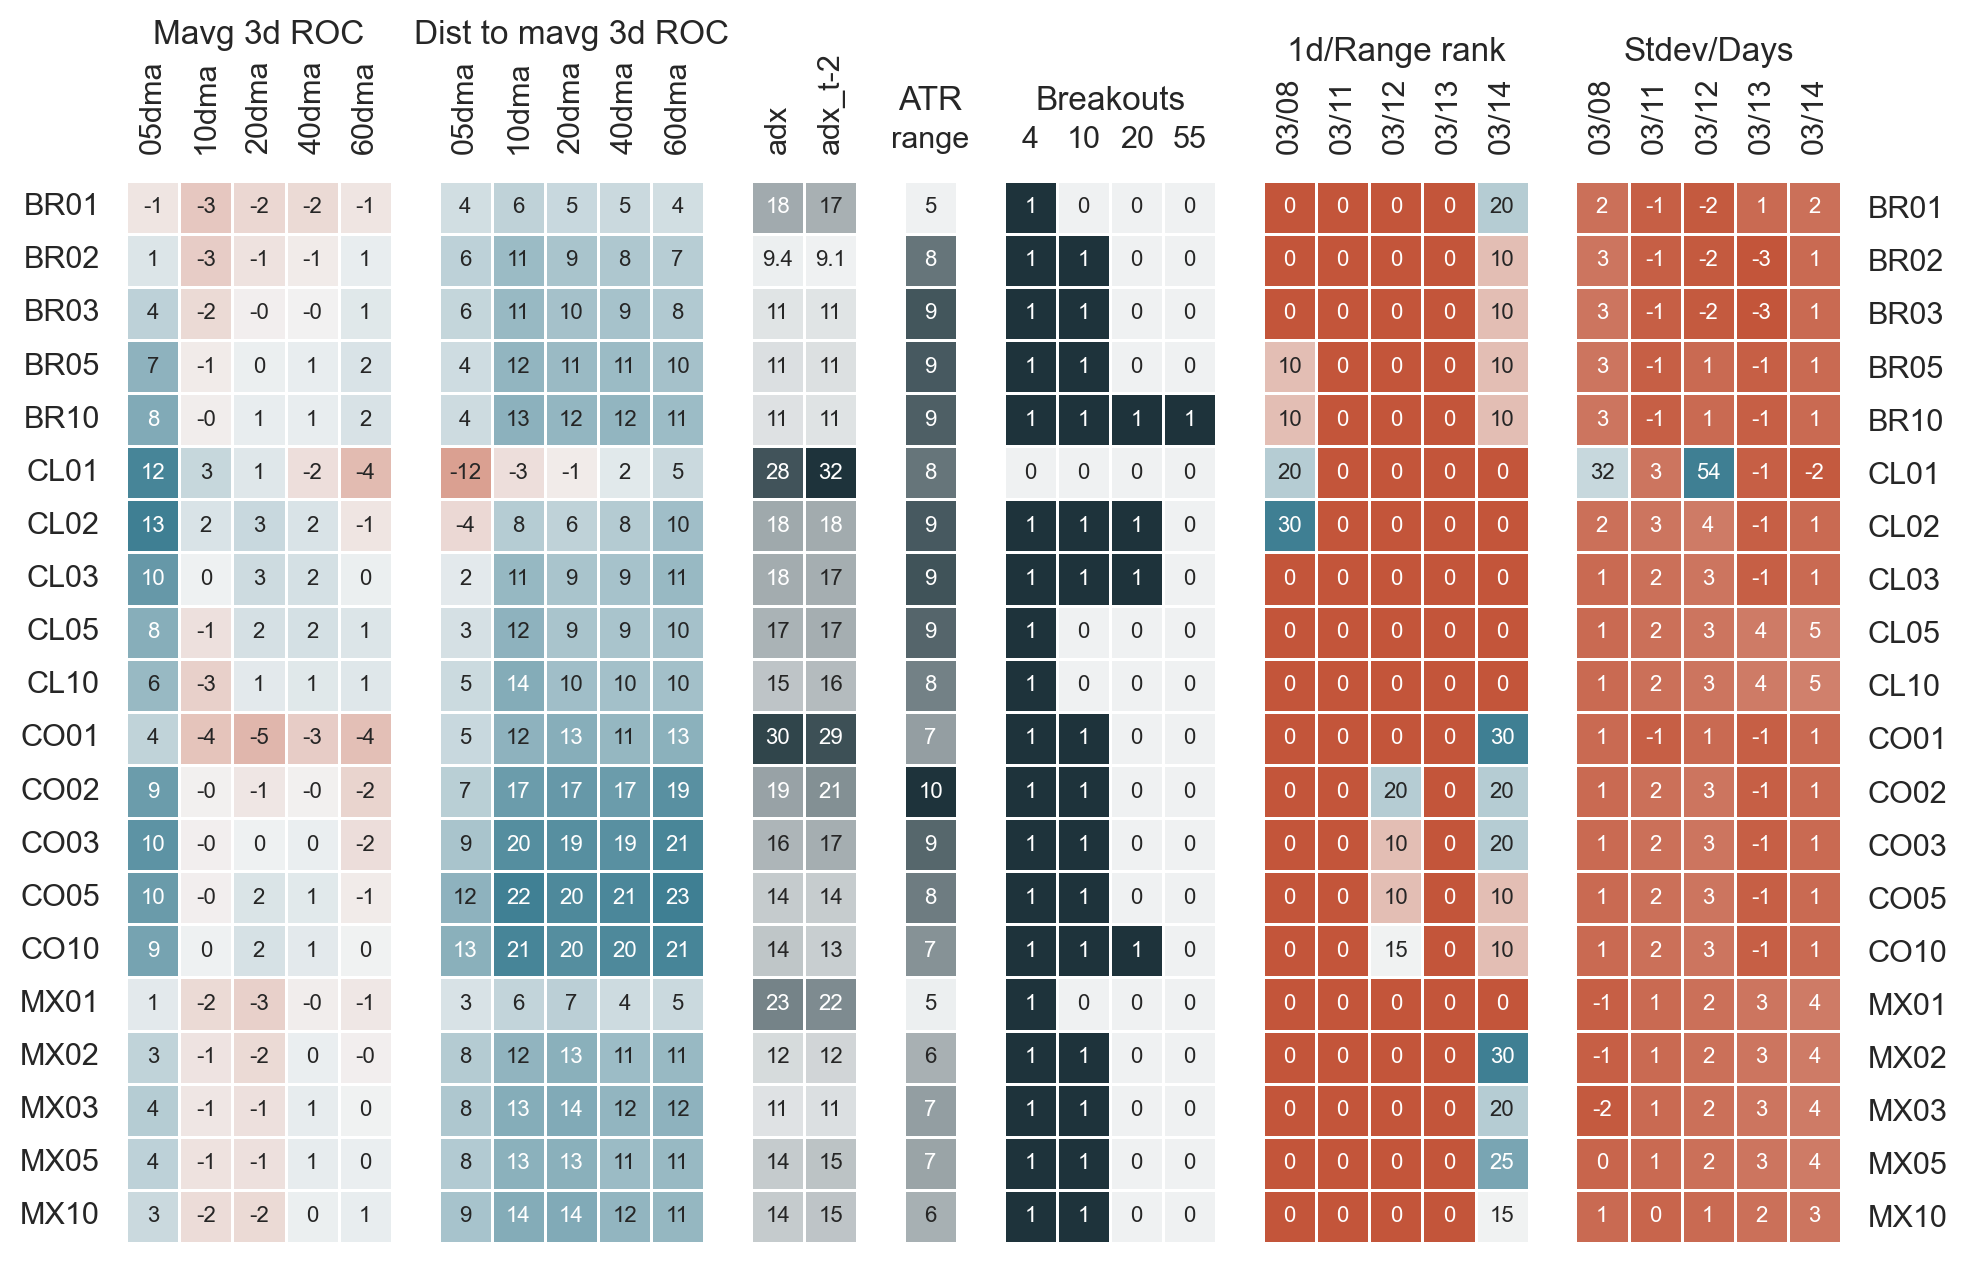 Mavg 3d ROC Dist to mavg 3d ROC 1d/Range rank Stdev/Days
ATR Breakouts
05dma 10dma 20dma 40dma 60dma 05dma 10dma 20dma 40dma 60dma adx adx_t-2 range 4 10 20 55 03/08 03/11 03/12 03/13 03/14 03/08 03/11 03/12 03/13 03/14
BR01 -1 -3 -2 -2 -1 4 6 5 5 4 18 17 5 1 0 0 0 0 0 0 0 20 2 -1 -2 1 2 BR01
BR02 1 -3 -1 -1 1 6 11 9 8 7 9.4 9.1 8 1 1 0 0 0 0 0 0 10 3 -1 -2 -3 1 BR02
BR03 4 -2 -0 -0 1 6 11 10 9 8 11 11 9 1 1 0 0 0 0 0 0 10 3 -1 -2 -3 1 BR03
BR05 7 -1 0 1 2 4 12 11 11 10 11 11 9 1 1 0 0 10 0 0 0 10 3 -1 1 -1 1 BR05
BR10 8 -0 1 1 2 4 13 12 12 11 11 11 9 1 1 1 1 10 0 0 0 10 3 -1 1 -1 1 BR10
CL01 12 3 1 -2 -4 -12 -3 -1 2 5 28 32 8 0 0 0 0 20 0 0 0 0 32 3 54 -1 -2 CL01
CL02 13 2 3 2 -1 -4 8 6 8 10 18 18 9 1 1 1 0 30 0 0 0 0 2 3 4 -1 1 CL02
CL03 10 0 3 2 0 2 11 9 9 11 18 17 9 1 1 1 0 0 0 0 0 0 1 2 3 -1 1 CL03
CL05 8 -1 2 2 1 3 12 9 9 10 17 17 9 1 0 0 0 0 0 0 0 0 1 2 3 4 5 CL05
CL10 6 -3 1 1 1 5 14 10 10 10 15 16 8 1 0 0 0 0 0 0 0 0 1 2 3 4 5 CL10
CO01 4 -4 -5 -3 -4 5 12 13 11 13 30 29 7 1 1 0 0 0 0 0 0 30 1 -1 1 -1 1 CO01
CO02 9 -0 -1 -0 -2 7 17 17 17 19 19 21 10 1 1 0 0 0 0 20 0 20 1 2 3 -1 1 CO02
CO03 10 -0 0 0 -2 9 20 19 19 21 16 17 9 1 1 0 0 0 0 10 0 20 1 2 3 -1 1 CO03
CO05 10 -0 2 1 -1 12 22 20 21 23 14 14 8 1 1 0 0 0 0 10 0 10 1 2 3 -1 1 CO05
CO10 9 0 2 1 0 13 21 20 20 21 14 13 7 1 1 1 0 0 0 15 0 10 1 2 3 -1 1 CO10
MX01 1 -2 -3 -0 -1 3 6 7 4 5 23 22 5 1 0 0 0 0 0 0 0 0 -1 1 2 3 4 MX01
MX02 3 -1 -2 0 -0 8 12 13 11 11 12 12 6 1 1 0 0 0 0 0 0 30 -1 1 2 3 4 MX02
MX03 4 -1 -1 1 0 8 13 14 12 12 11 11 7 1 1 0 0 0 0 0 0 20 -2 1 2 3 4 MX03
MX05 4 -1 -1 1 0 8 13 13 11 11 14 15 7 1 1 0 0 0 0 0 0 25 0 1 2 3 4 MX05
MX10 3 -2 -2 0 1 9 14 14 12 11 14 15 6 1 1 0 0 0 0 0 0 15 1 0 1 2 3 MX10